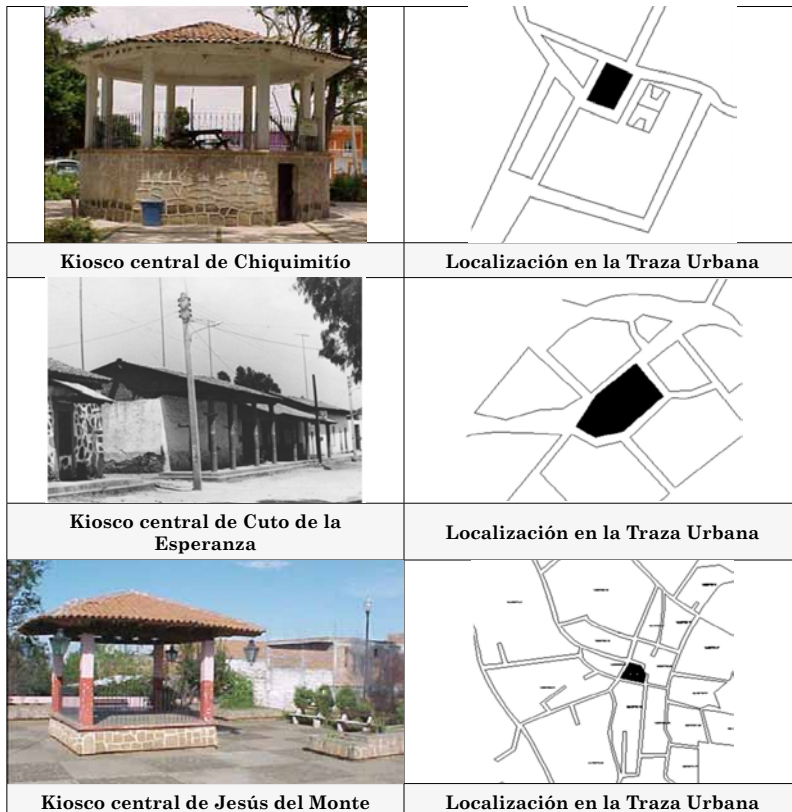 Kiosco central de Chiquimitío
Localización en la Traza Urbana
Kiosco central de Cuto de la
Esperanza
Localización en la Traza Urbana
Kiosco central de Jesús del Monte
Localización en la Traza Urbana